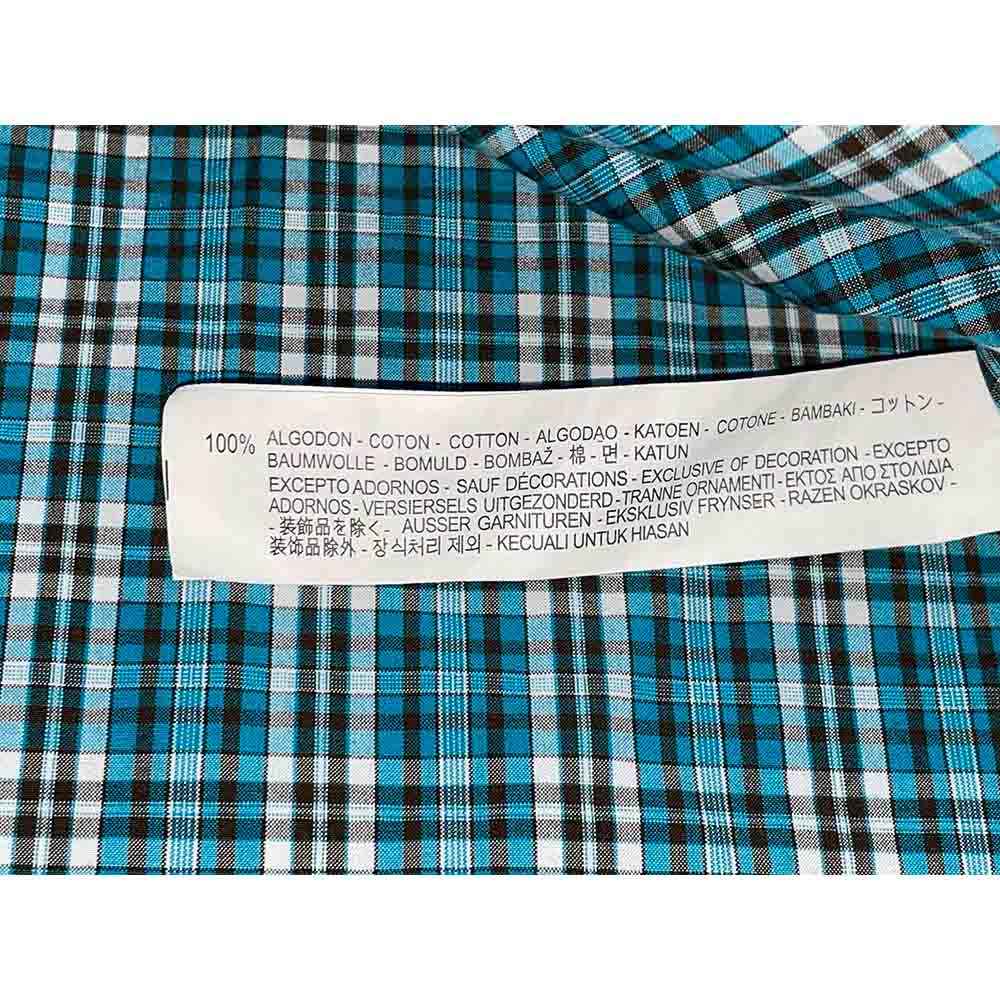 100% ALGODON - COTON - COTTON - ALGODAO - KATOEN - COTONE - BAMBAKI - コットン -
BAUMWOLLE - BOMULD - BOMBAŽ - 棉 - 면 - KATUN
EXCEPTO ADORNOS - SAUF DÉCORATIONS - EXCLUSIVE OF DECORATION - EXCEPTO
ADORNOS - VERSIERSELS UITGEZONDERD - TRANNE ORNAMENTI - ΕΚΤΟΣ ΑΠΟ ΣΤΟΛΙΔΙΑ
- 装飾品を除く - AUSSER GARNITUREN - EKSKLUSIV FRYNSER - RAZEN OKRASKOV -
装饰品除外 - 장식처리 제외 - KECUALI UNTUK HIASAN